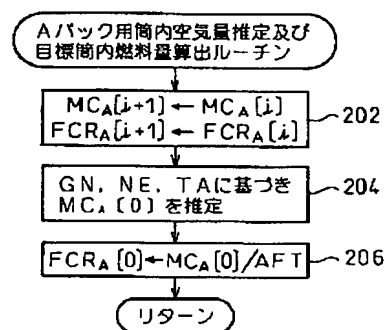 Aバック用筒内空気量推定及び
目標筒内燃料量算出ルーチン
MCA[i+1] ← MCA[i]
FCRA[i+1] ← FCRA[i]
202
GN, NE, TAに基づき
MCA〔0〕を推定
204
FCRA[0]←MCA[0]/AFT
206
リターン